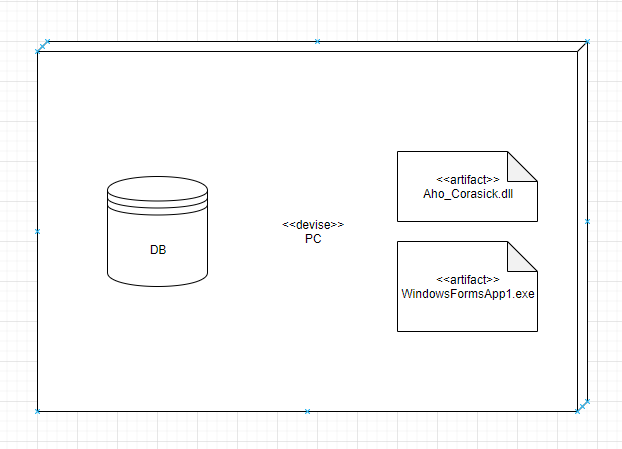 <<artifact>>
Aho_Corasick.dll
<<devise>>
PC
DB
<<artifact>>
WindowsFormsApp1.exe